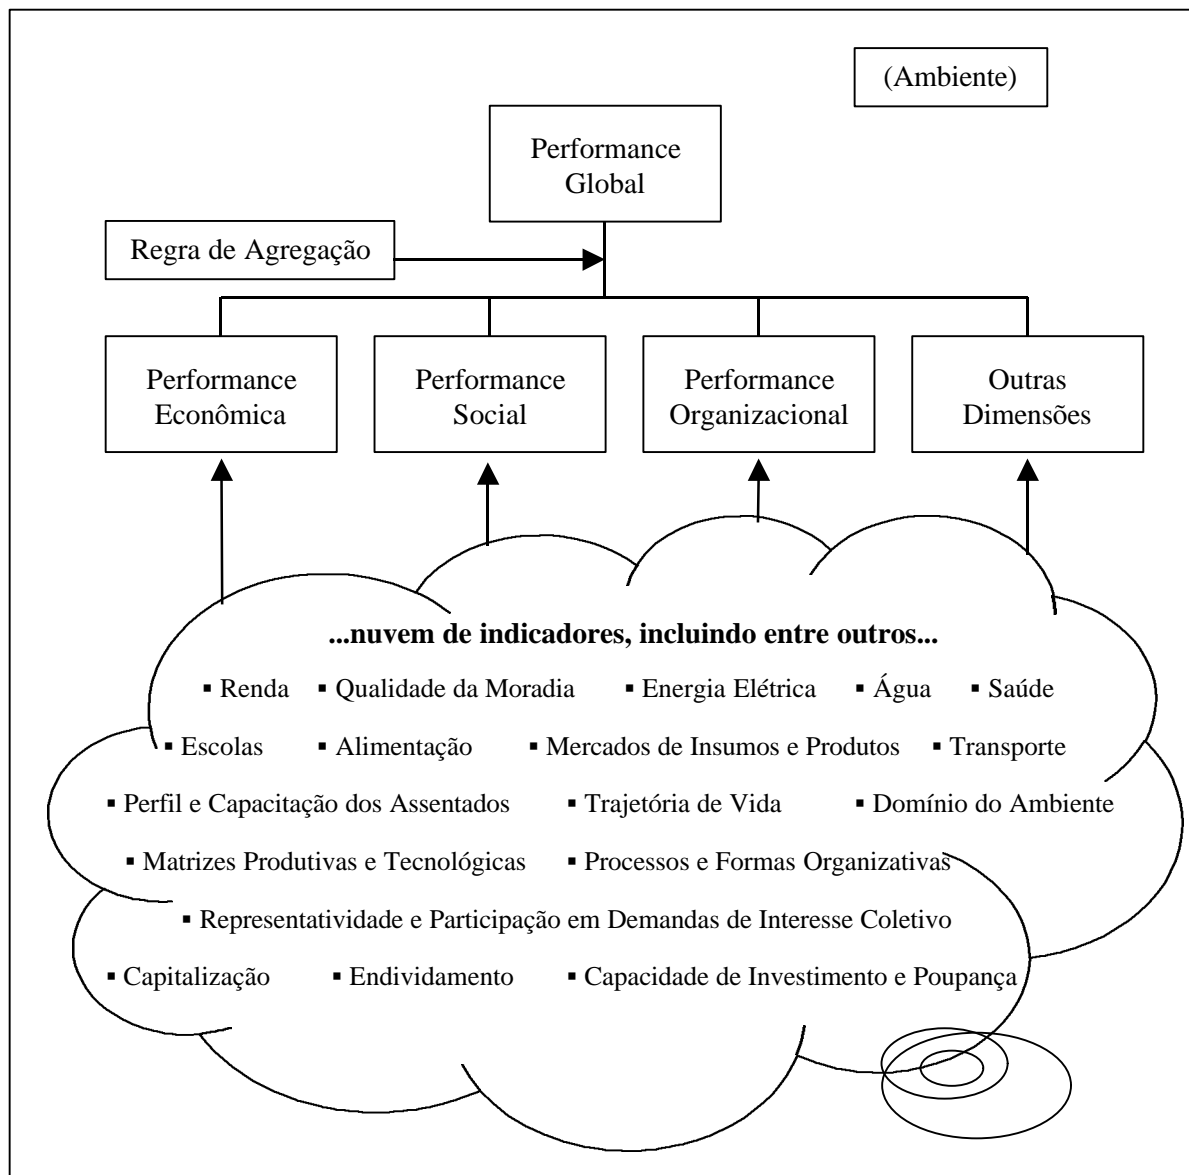 (Ambiente)
Performance
Global
Regra de Agregação
Performance
Econômica
Performance
Social
Performance
Organizacional
Outras
Dimensões
...nuvem de indicadores, incluindo entre outros...
▪ Renda ▪ Qualidade da Moradia ▪ Energia Elétrica ▪ Água ▪ Saúde
▪ Escolas ▪ Alimentação ▪ Mercados de Insumos e Produtos ▪ Transporte
▪ Perfil e Capacitação dos Assentados ▪ Trajetória de Vida ▪ Domínio do Ambiente
▪ Matrizes Produtivas e Tecnológicas ▪ Processos e Formas Organizativas
▪ Representatividade e Participação em Demandas de Interesse Coletivo
▪ Capitalização ▪ Endividamento ▪ Capacidade de Investimento e Poupança